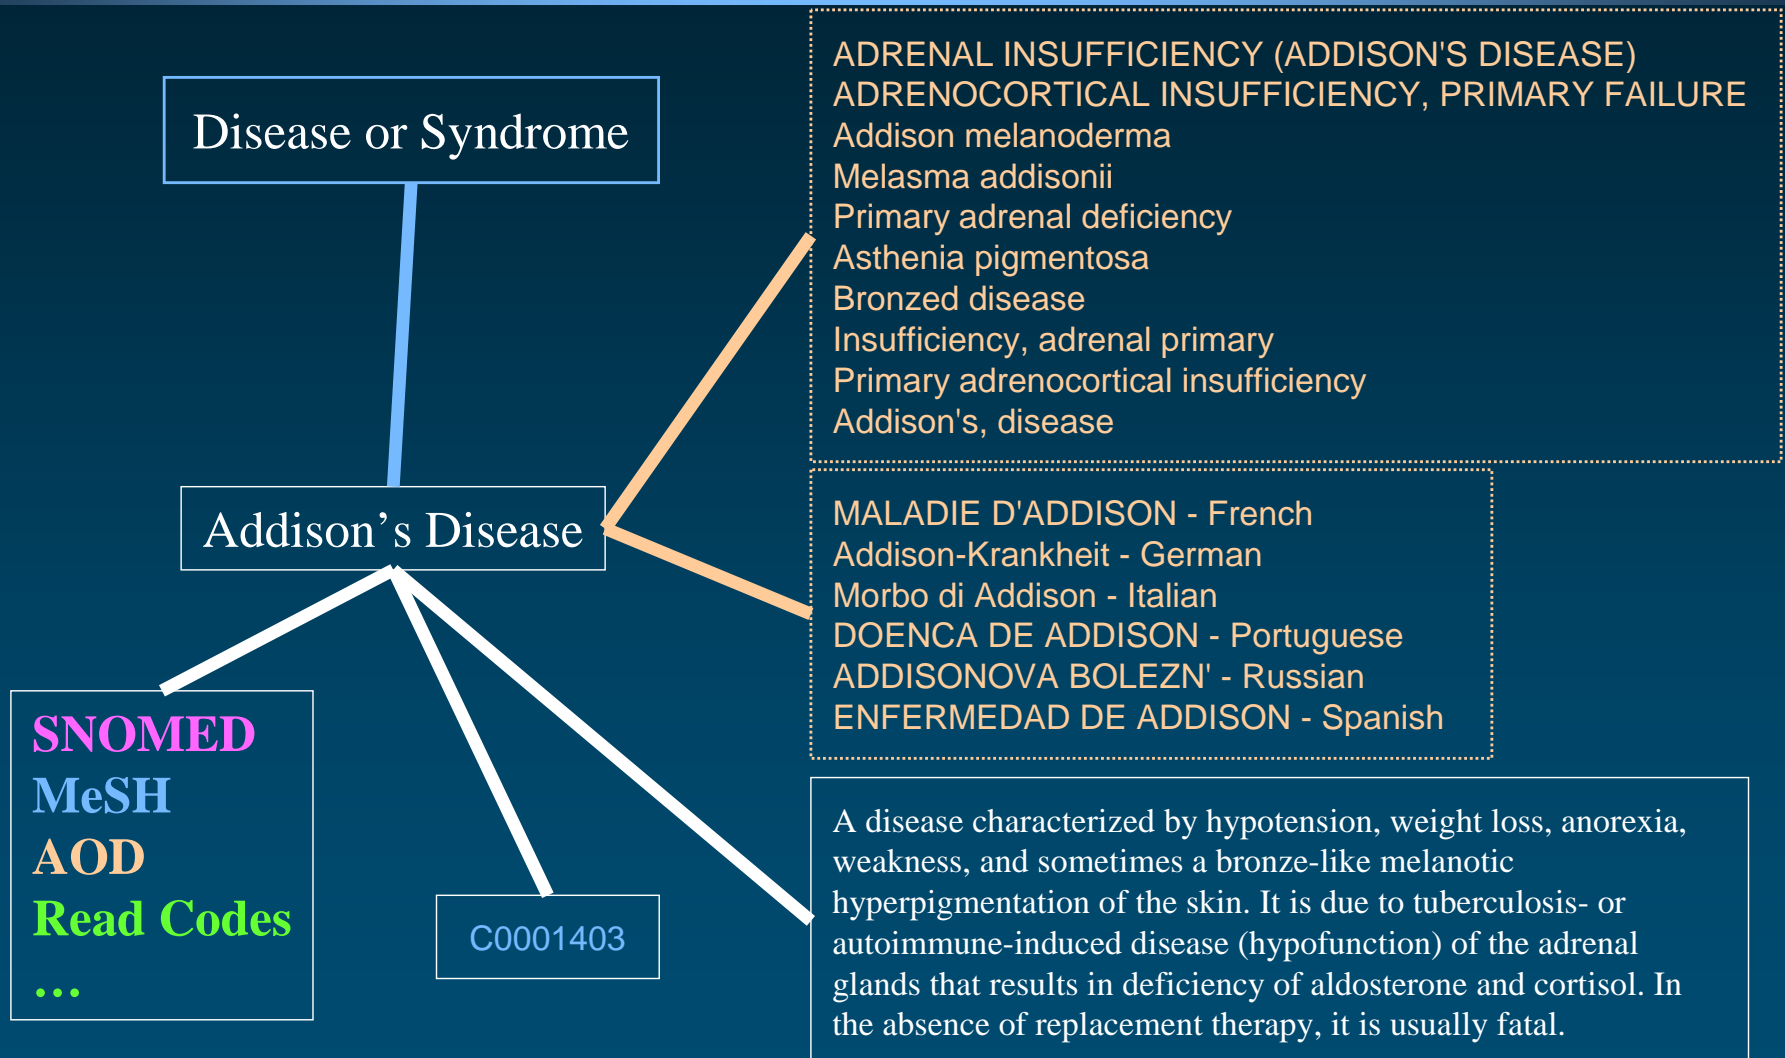 Disease or Syndrome
Addison’s Disease
SNOMED
MeSH
AOD
Read Codes
…
C0001403
ADRENAL INSUFFICIENCY (ADDISON'S DISEASE)
ADRENOCORTICAL INSUFFICIENCY, PRIMARY FAILURE
Addison melanoderma
Melasma addisonii
Primary adrenal deficiency
Asthenia pigmentosa
Bronzed disease
Insufficiency, adrenal primary
Primary adrenocortical insufficiency
Addison's, disease
MALADIE D'ADDISON - French
Addison-Krankheit - German
Morbo di Addison - Italian
DOENCA DE ADDISON - Portuguese
ADDISONOVA BOLEZN' - Russian
ENFERMEDAD DE ADDISON - Spanish
A disease characterized by hypotension, weight loss, anorexia,
weakness, and sometimes a bronze-like melanotic
hyperpigmentation of the skin. It is due to tuberculosis- or
autoimmune-induced disease (hypofunction) of the adrenal
glands that results in deficiency of aldosterone and cortisol. In
the absence of replacement therapy, it is usually fatal.